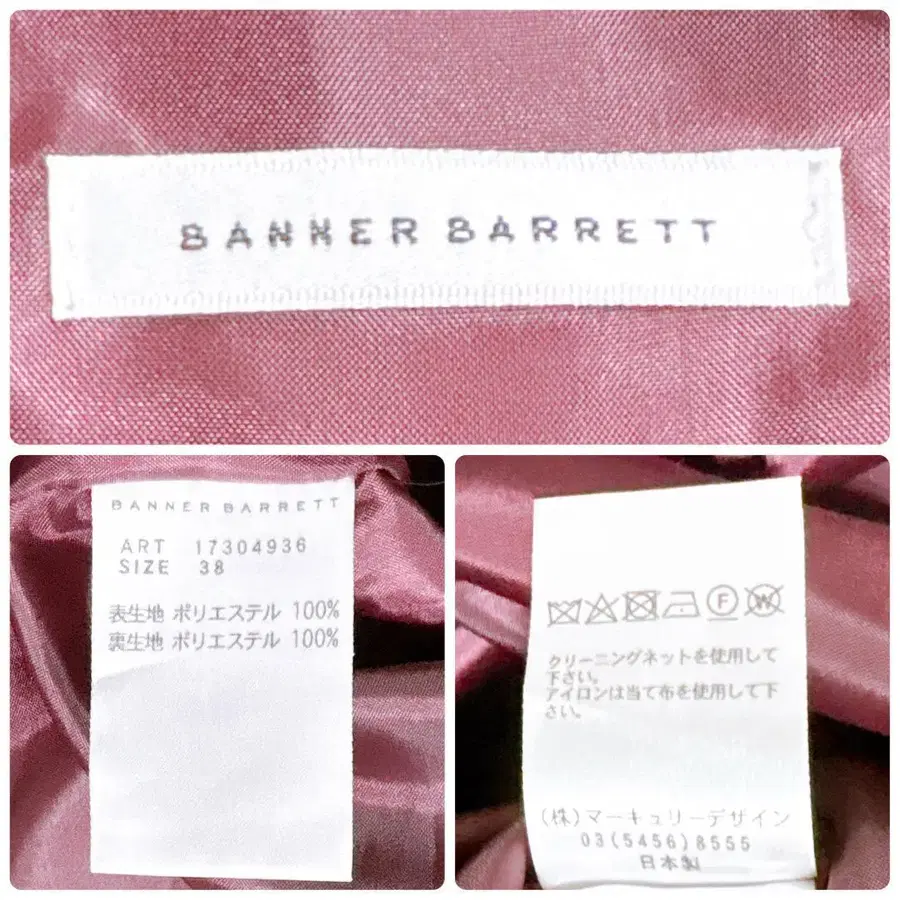 BANNER BARRETT
BANNER BARRETT
ART 17304936
SIZE 38
表生地 ポリエステル 100%
裏生地 ポリエステル 100%
F W
クリーニングネットを使用して
下さい。
アイロンは当て布を使用して下
さい。
(株)マーキュリーデザイン
03(5456)8555
日本製